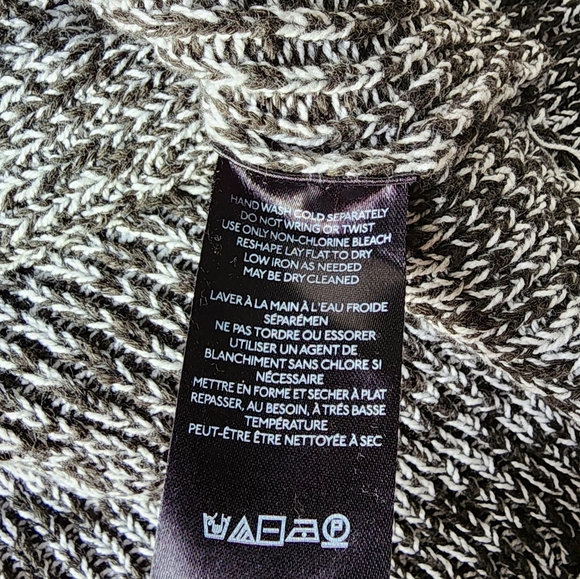 HAND WASH COLD SEPARATELY
DO NOT WRING OR TWIST
USE ONLY NON-CHLORINE BLEACH
RESHAPE LAY FLAT TO DRY
LOW IRON AS NEEDED
MAY BE DRY CLEANED
LAVER À LA MAIN À L'EAU FROIDE
SÉPARÉMEN
NE PAS TORDRE OU ESSORER
UTILISER UN AGENT DE
BLANCHIMENT SANS CHLORE SI
NÉCESSAIRE
METTRE EN FORME ET SECHER À PLAT
REPASSER, AU BESOIN, À TRÉS BASSE
TEMPÉRATURE
PEUT-ÊTRE ÊTRE NETTOYÉE À SEC
P